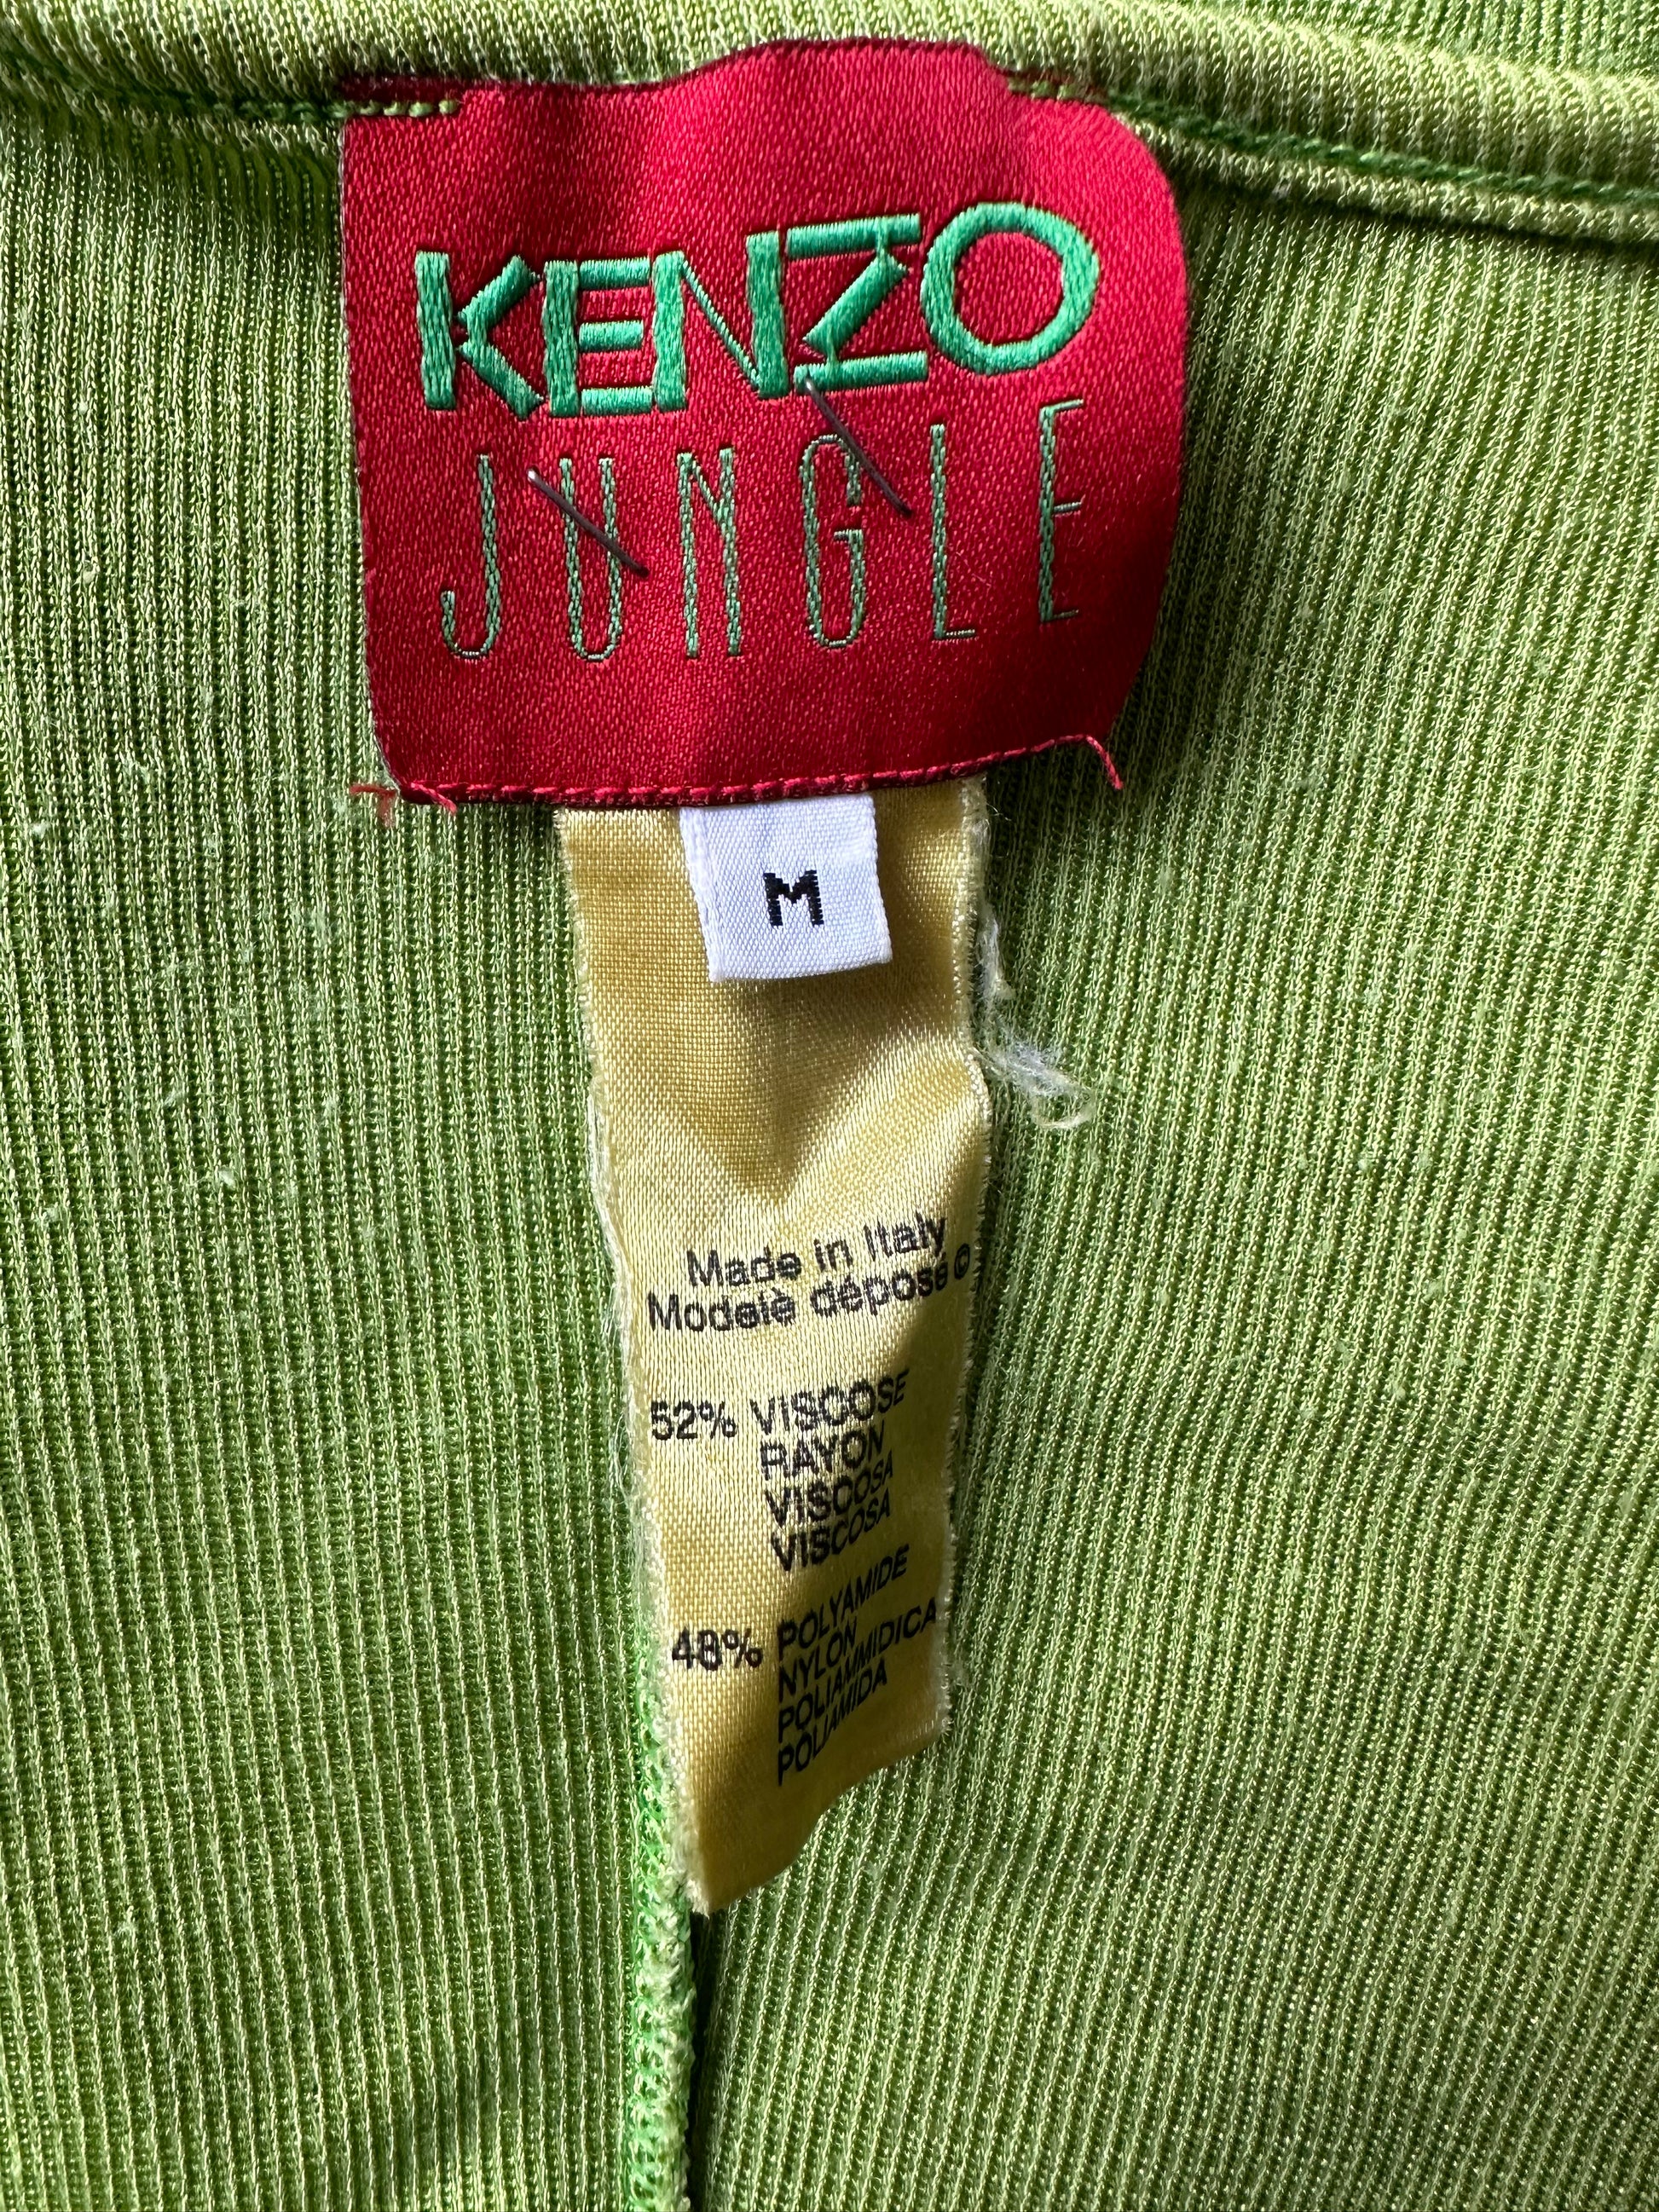 KENZO
JUNGLE
M
Made in Italy
Modelè déposé ©
52% VISCOSE
RAYON
VISCOSA
VISCOSA
48% POLYAMIDE
NYLON
POLIAMMIDICA
POLIAMIDA